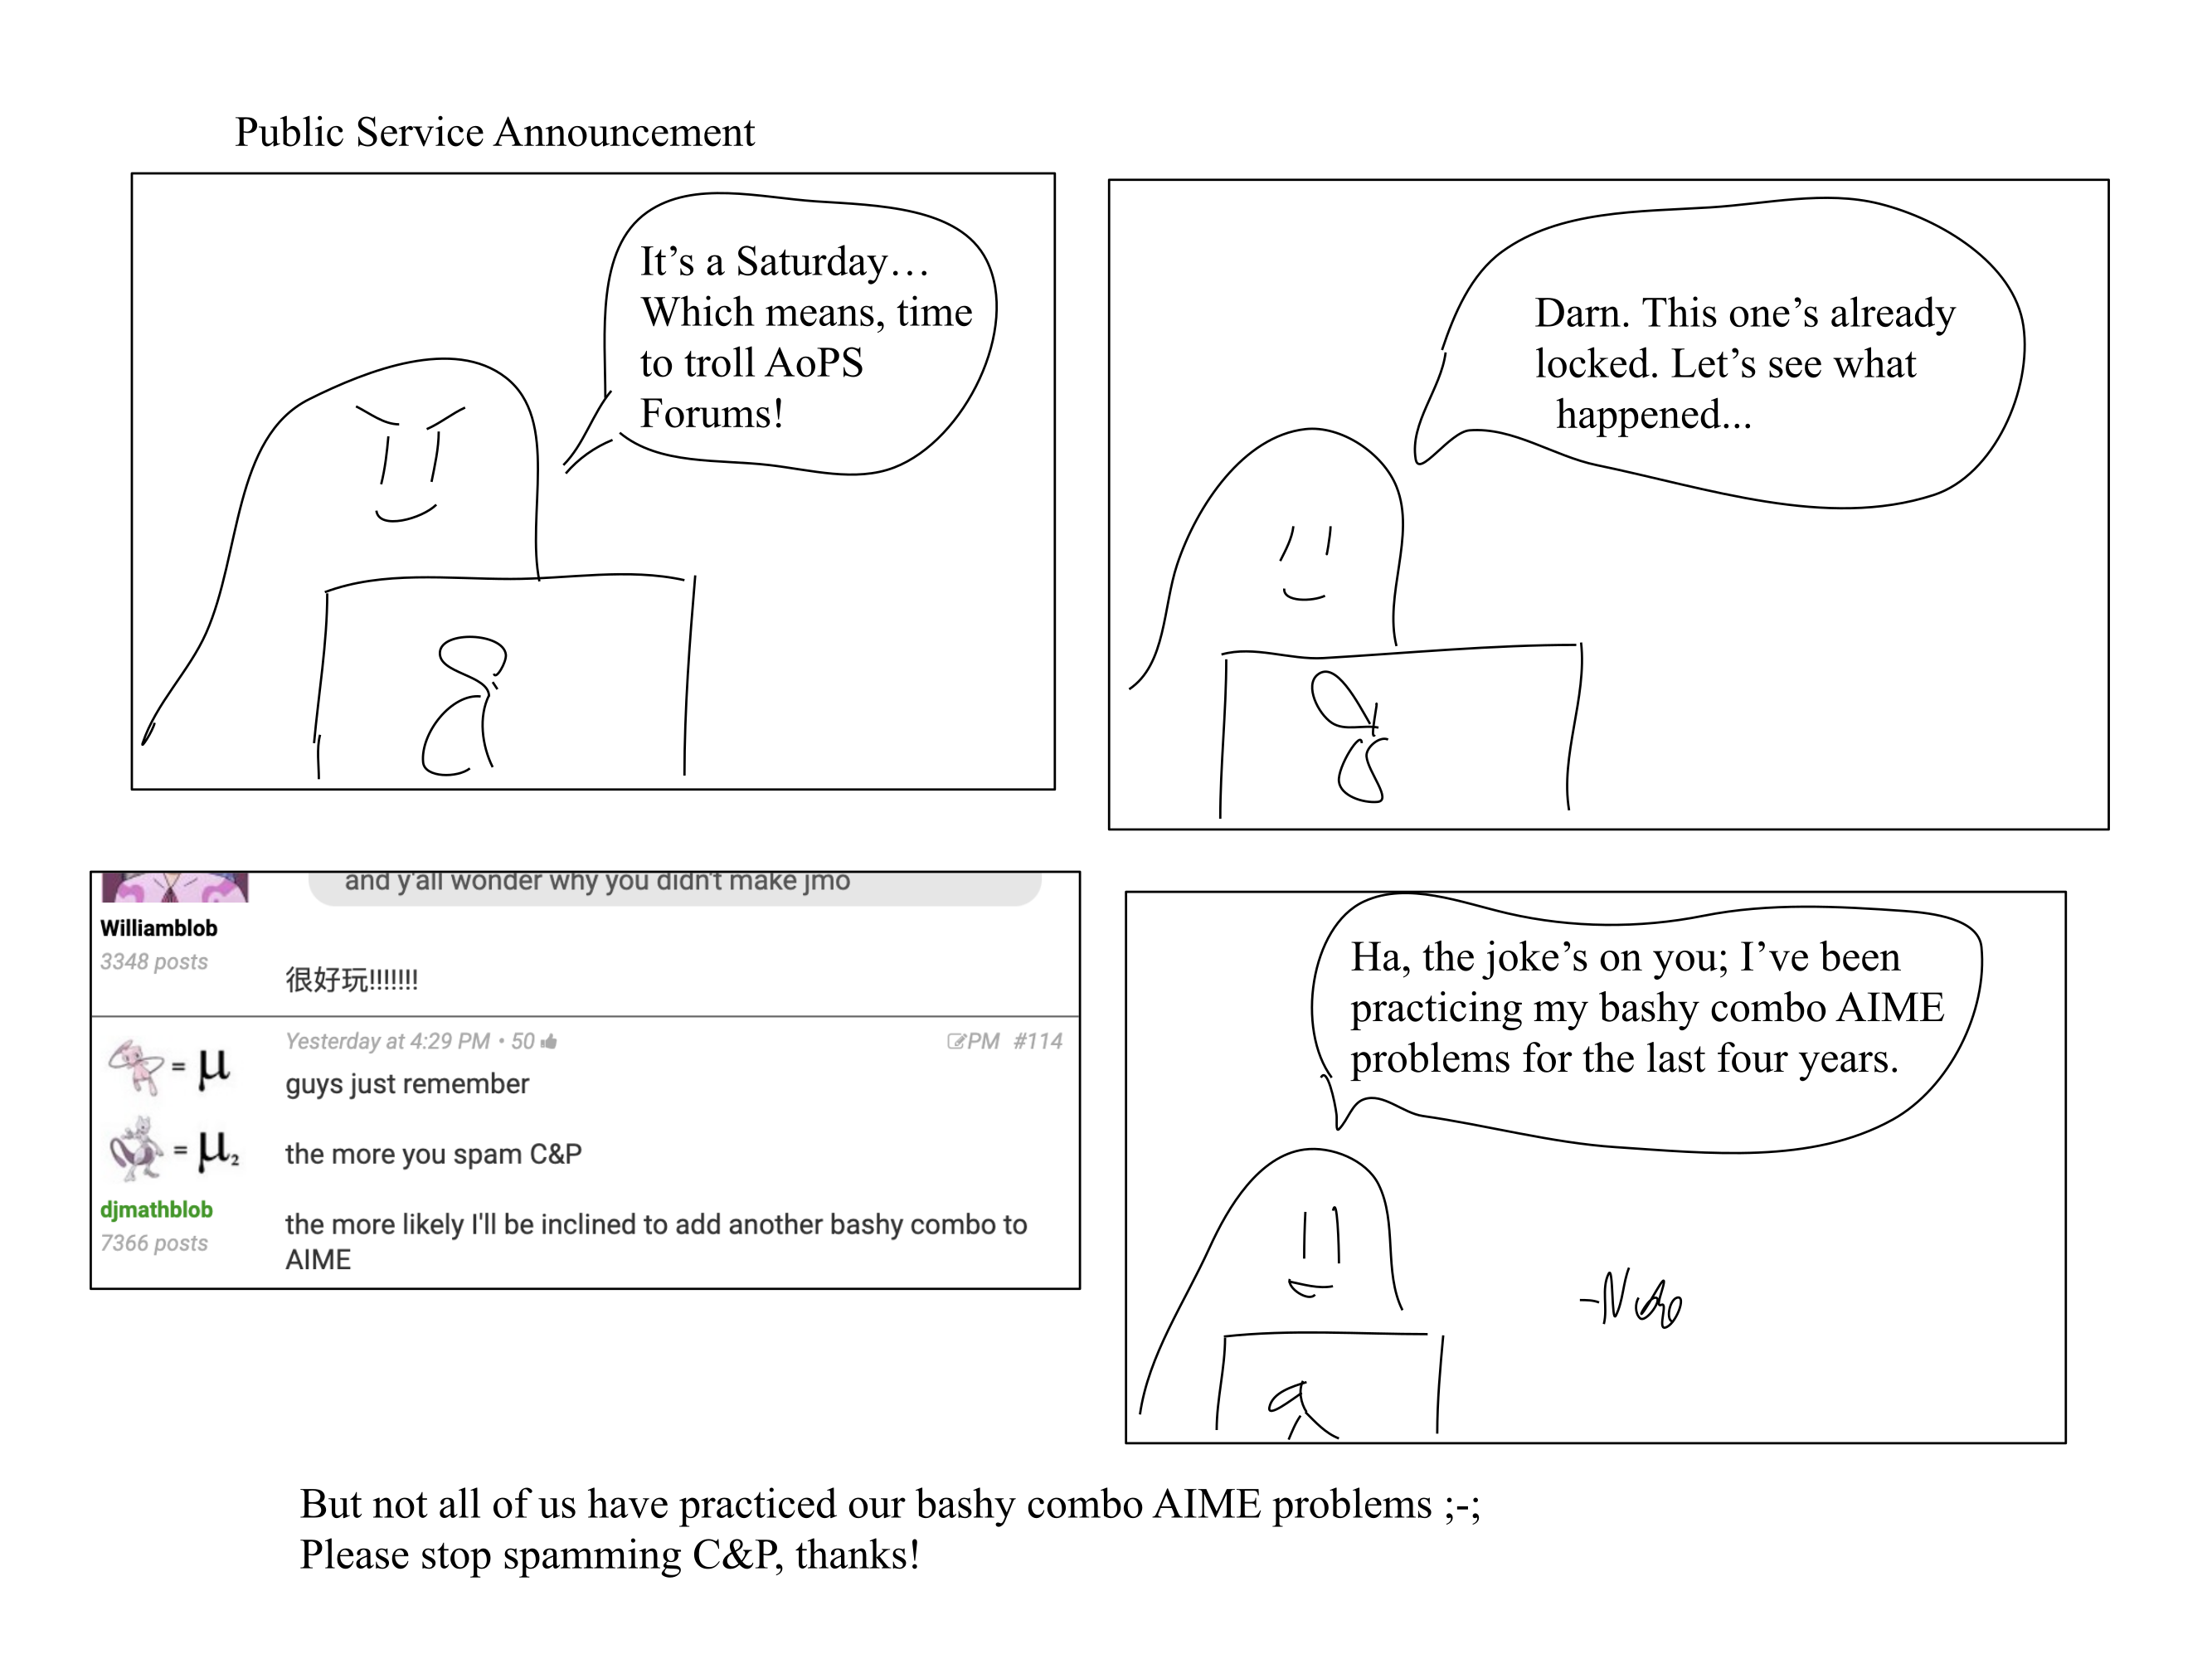 Public Service Announcement
It’s a Saturday…
Which means, time
to troll AoPS
Forums!
Darn. This one’s already
locked. Let’s see what
happened...
and y'all wonder why you didn't make jmo
Williamblob
3348 posts
很好玩!!!!!!!
Yesterday at 4:29 PM • 50
PM #114
= μ
guys just remember
= μ₂
the more you spam C&P
djmathblob
7366 posts
the more likely I'll be inclined to add another bashy combo to
AIME
Ha, the joke’s on you; I’ve been
practicing my bashy combo AIME
problems for the last four years.
But not all of us have practiced our bashy combo AIME problems ;-;
Please stop spamming C&P, thanks!